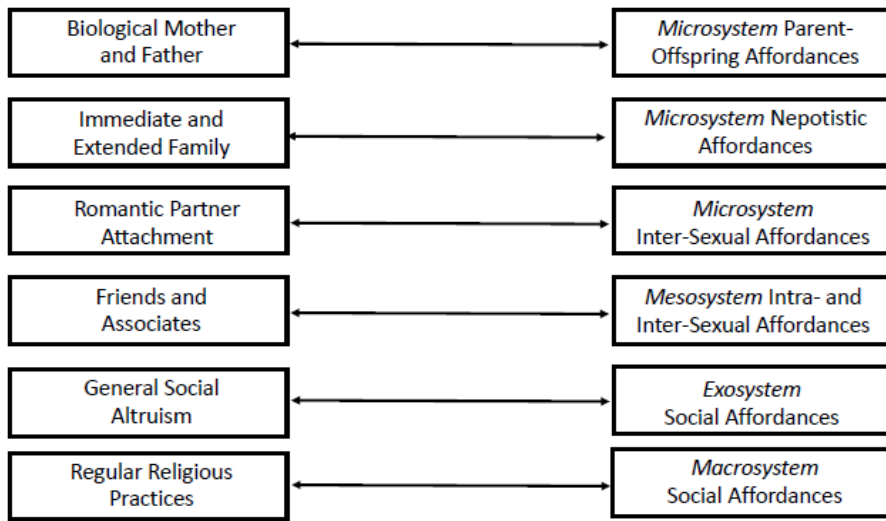 Biological Mother
and Father
Microsystem Parent-
Offspring Affordances
Immediate and
Extended Family
Microsystem Nepotistic
Affordances
Romantic Partner
Attachment
Microsystem
Inter-Sexual Affordances
Friends and
Associates
Mesosystem Intra- and
Inter-Sexual Affordances
General Social
Altruism
Exosystem
Social Affordances
Regular Religious
Practices
Macrosystem
Social Affordances